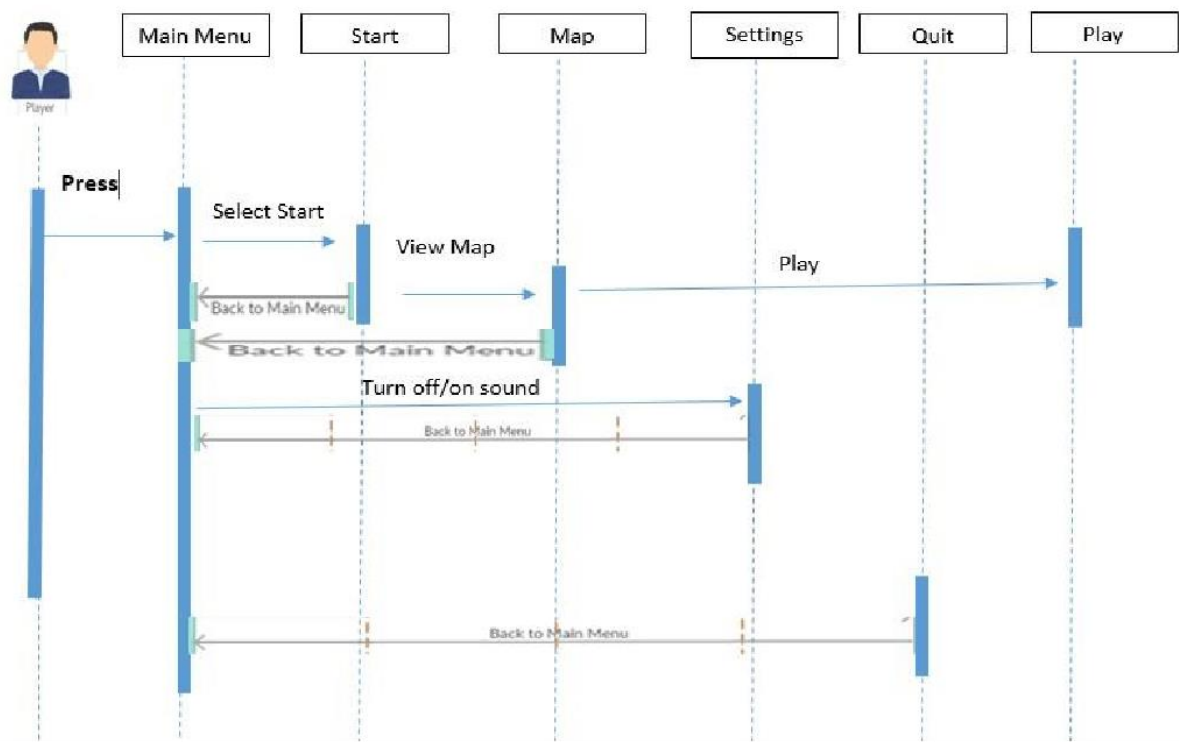 Main Menu
Start
Map
Settings
Quit
Play
Player
Press
Select Start
View Map
Play
Back to Main Menu
Back to Main Menu
Turn off/on sound
Back to Main Menu
Back to Main Menu